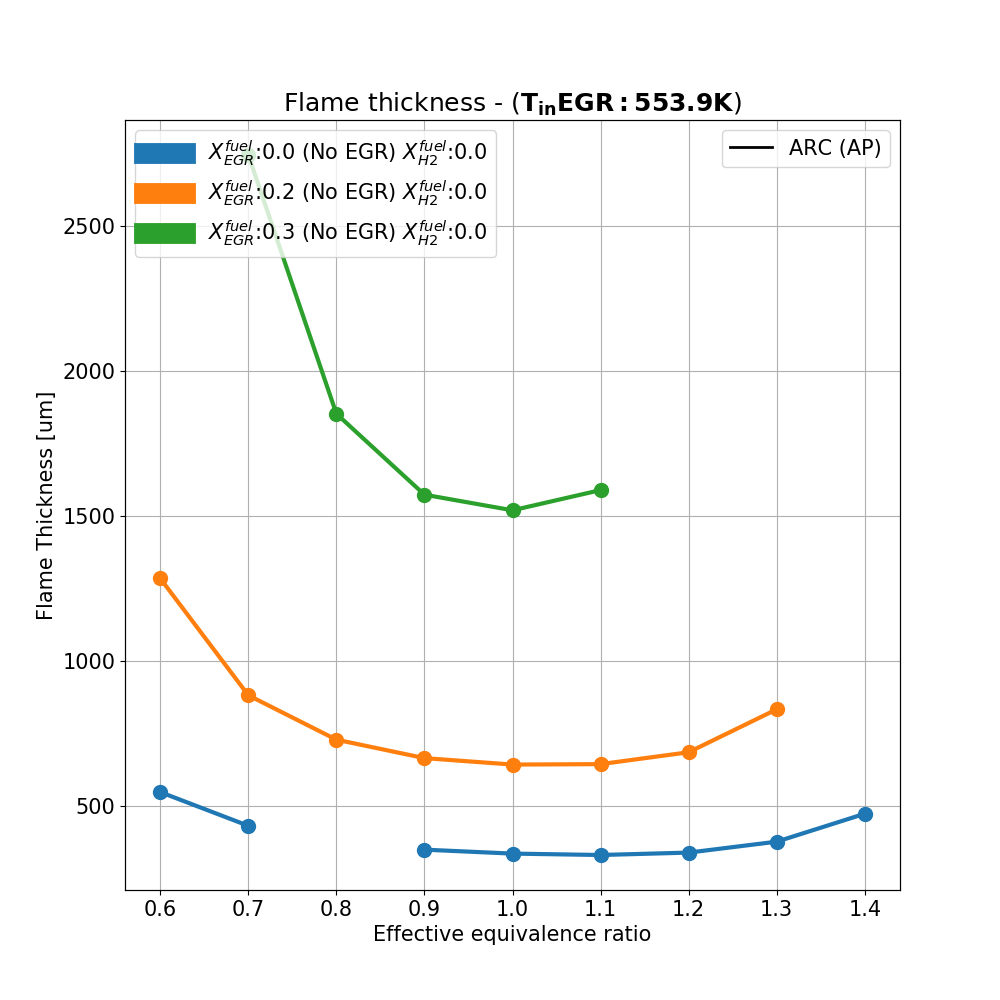 Flame thickness - (T_in EGR : 553.9K)
X_EGR^fuel:0.0 (No EGR) X_H2^fuel:0.0
X_EGR^fuel:0.2 (No EGR) X_H2^fuel:0.0
X_EGR^fuel:0.3 (No EGR) X_H2^fuel:0.0
ARC (AP)
Flame Thickness [um]
2500
2000
1500
1000
500
0.6 0.7 0.8 0.9 1.0 1.1 1.2 1.3 1.4
Effective equivalence ratio